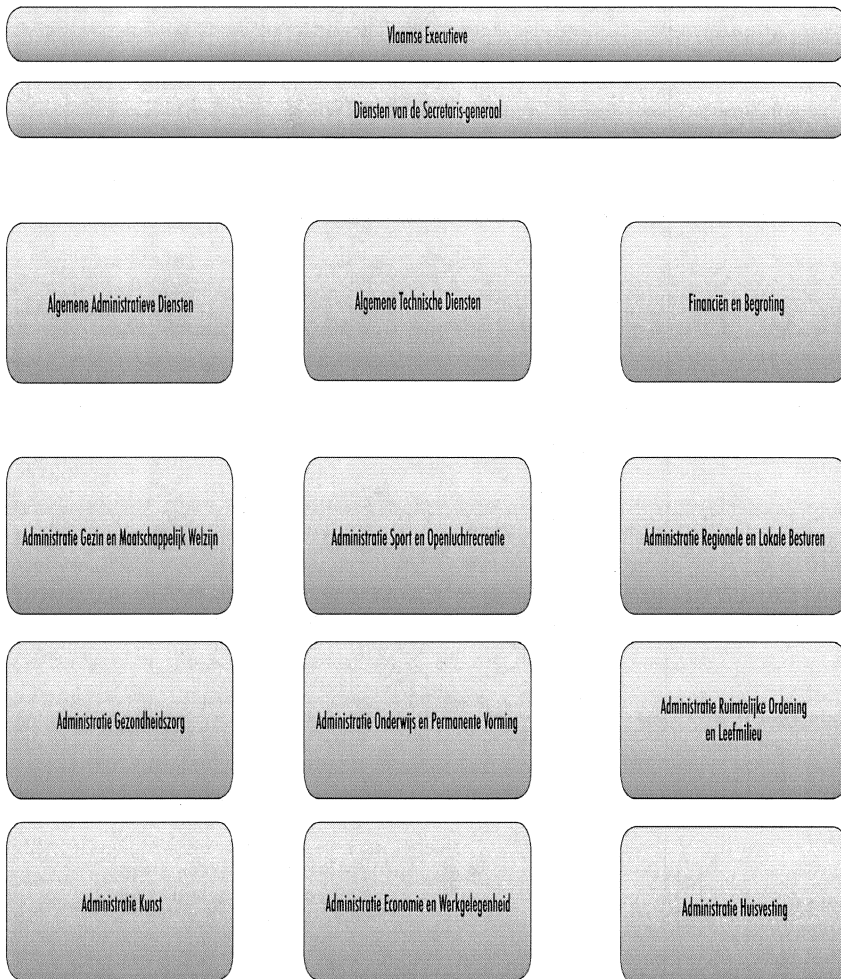 Vlaamse Executieve
Diensten van de Secretaris-generaal
Algemene Administratieve Diensten
Algemene Technische Diensten
Financiën en Begroting
Administratie Gezin en Maatschappelijk Welzijn
Administratie Sport en Openluchtrecreatie
Administratie Regionale en Lokale Besturen
Administratie Gezondheidszorg
Administratie Onderwijs en Permanente Vorming
Administratie Ruimtelijke Ordening
en Leefmilieu
Administratie Kunst
Administratie Economie en Werkgelegenheid
Administratie Huisvesting